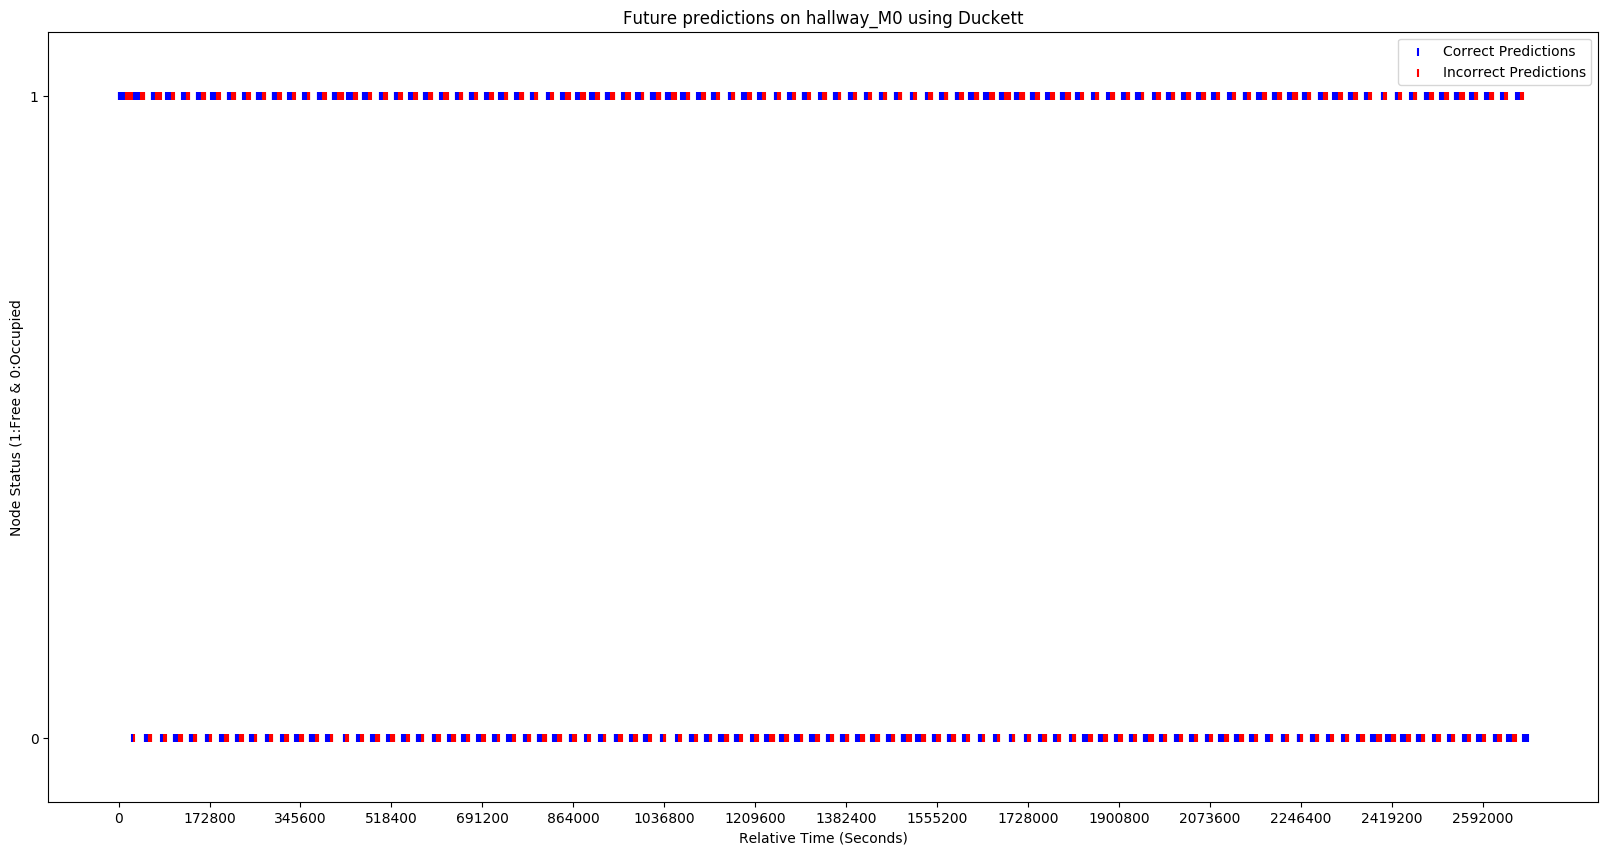 Future predictions on hallway_M0 using Duckett
Correct Predictions
Incorrect Predictions
1
Node Status (1:Free & 0:Occupied
0
0 172800 345600 518400 691200 864000 1036800 1209600 1382400 1555200 1728000 1900800 2073600 2246400 2419200 2592000
Relative Time (Seconds)